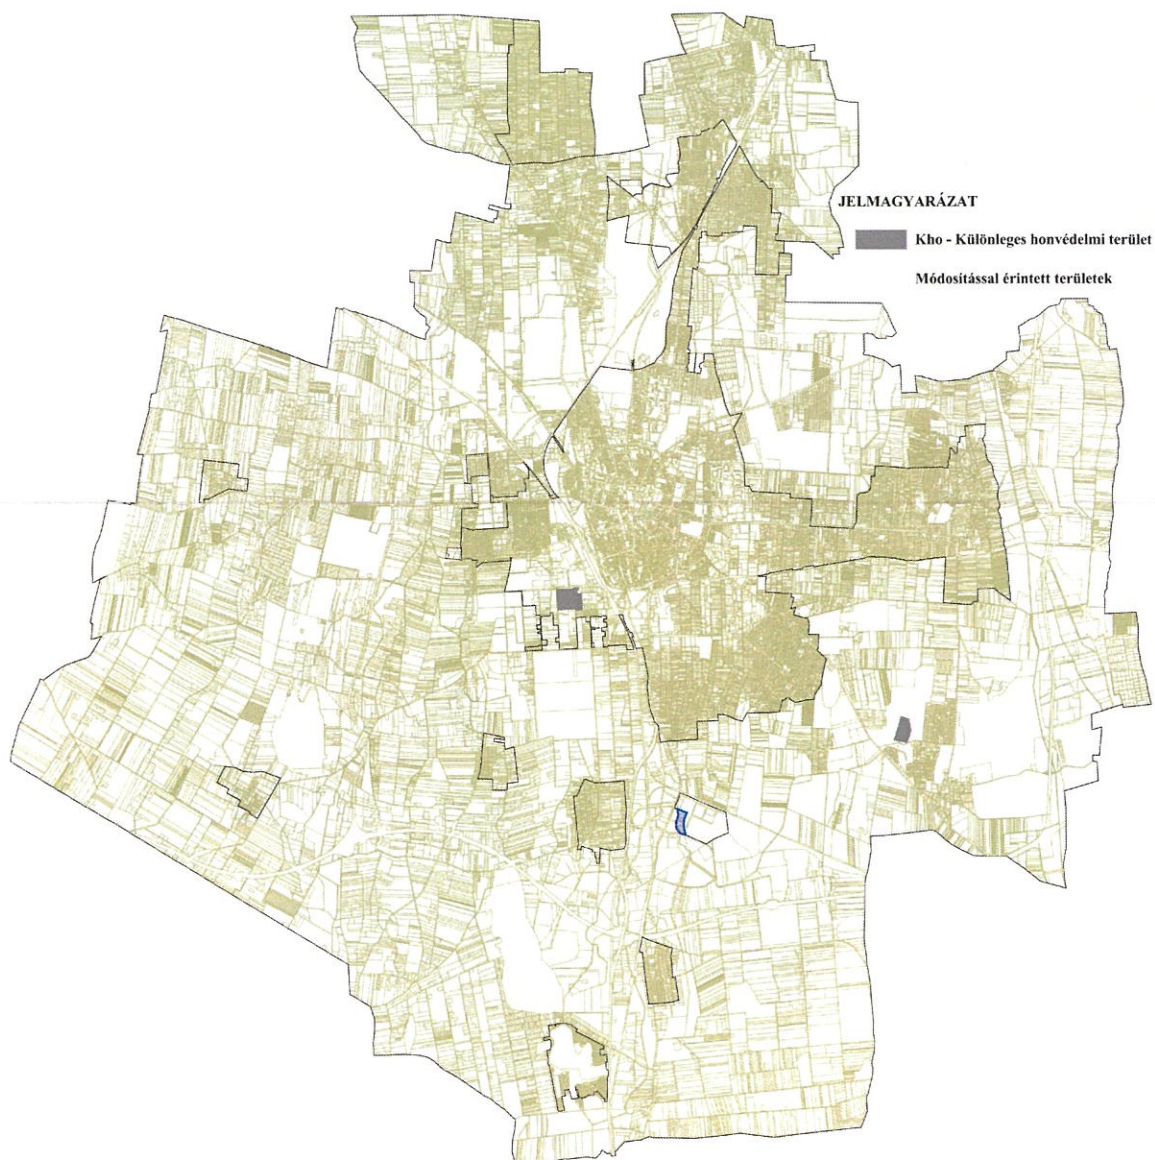 JELMAGYARÁZAT
Kho - Különleges honvédelmi terület
Módosítással érintett területek